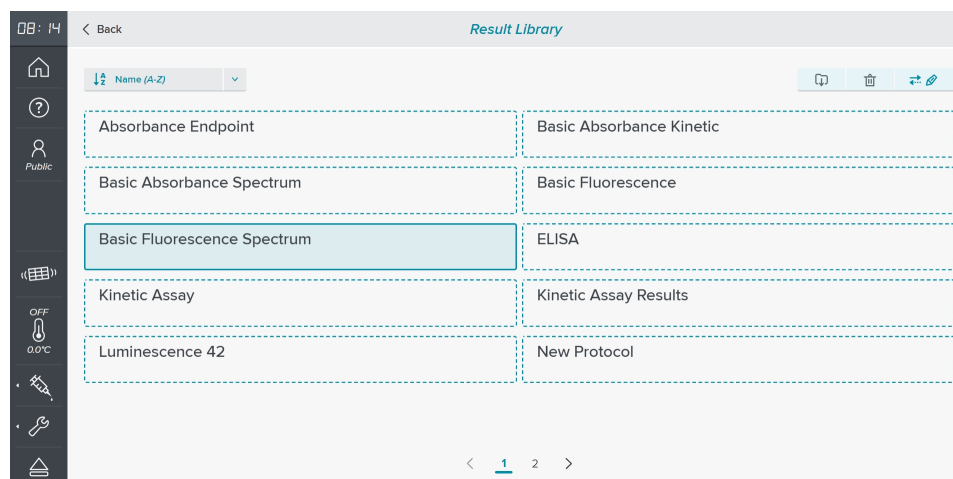 08:14
Back
Result Library
Name (A-Z)
Public
Absorbance Endpoint
Basic Absorbance Kinetic
Basic Absorbance Spectrum
Basic Fluorescence
Basic Fluorescence Spectrum
ELISA
Kinetic Assay
Kinetic Assay Results
OFF
0.0°C
Luminescence 42
New Protocol
1 2